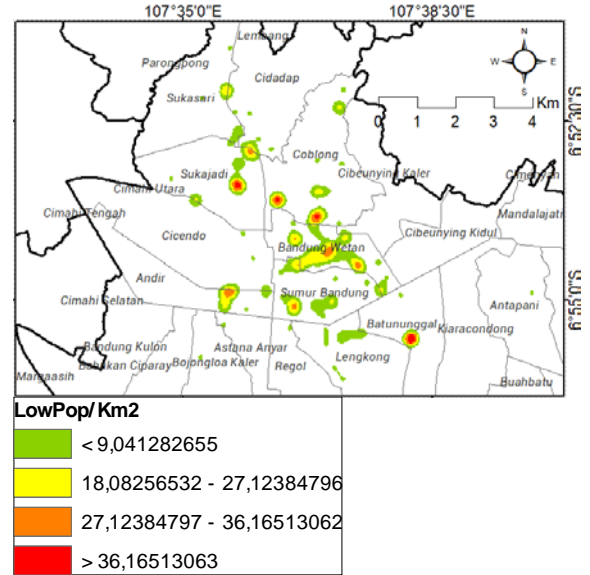 107°35'0"E 107°38'30"E
Lembang
N
Parongpong
Cidadap
W E
Sukasari
S
Km
0 1 2 3 4
6°52'30"S
Coblong
Sukajadi
Cibeunying Kaler
Cimenyan
Cimahi Utara
Cimahi Tengah
Mandalajati
Cicendo
Cibeunying Kidul
Bandung Wetan
Andir
Sumur Bandung
6°55'0"S
Cimahi Selatan
Antapani
Batununggal
Kiaracondong
Bandung Kulon
Astana Anyar
Lengkong
Babakan Ciparay
Bojongloa Kaler
Regol
Margaasih
Buahbatu
LowPop/Km2
< 9,041282655
18,08256532 - 27,12384796
27,12384797 - 36,16513062
> 36,16513063